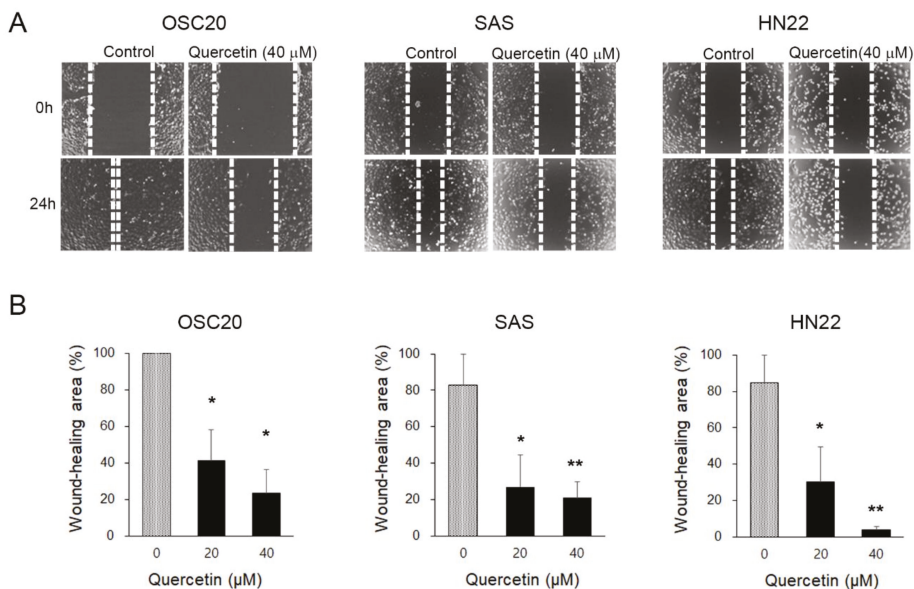 A
OSC20
SAS
HN22
Control
Quercetin (40 μM)
Control
Quercetin (40 μM)
Control
Quercetin(40 μM)
0h
24h
B
OSC20
SAS
HN22
Wound-healing area (%)
100
80
60
40
20
0
*
*
0
20
40
Quercetin (µM)
Wound-healing area (%)
100
80
60
40
20
0
*
**
0
20
40
Quercetin (µM)
Wound-healing area (%)
100
80
60
40
20
0
*
**
0
20
40
Quercetin (µM)